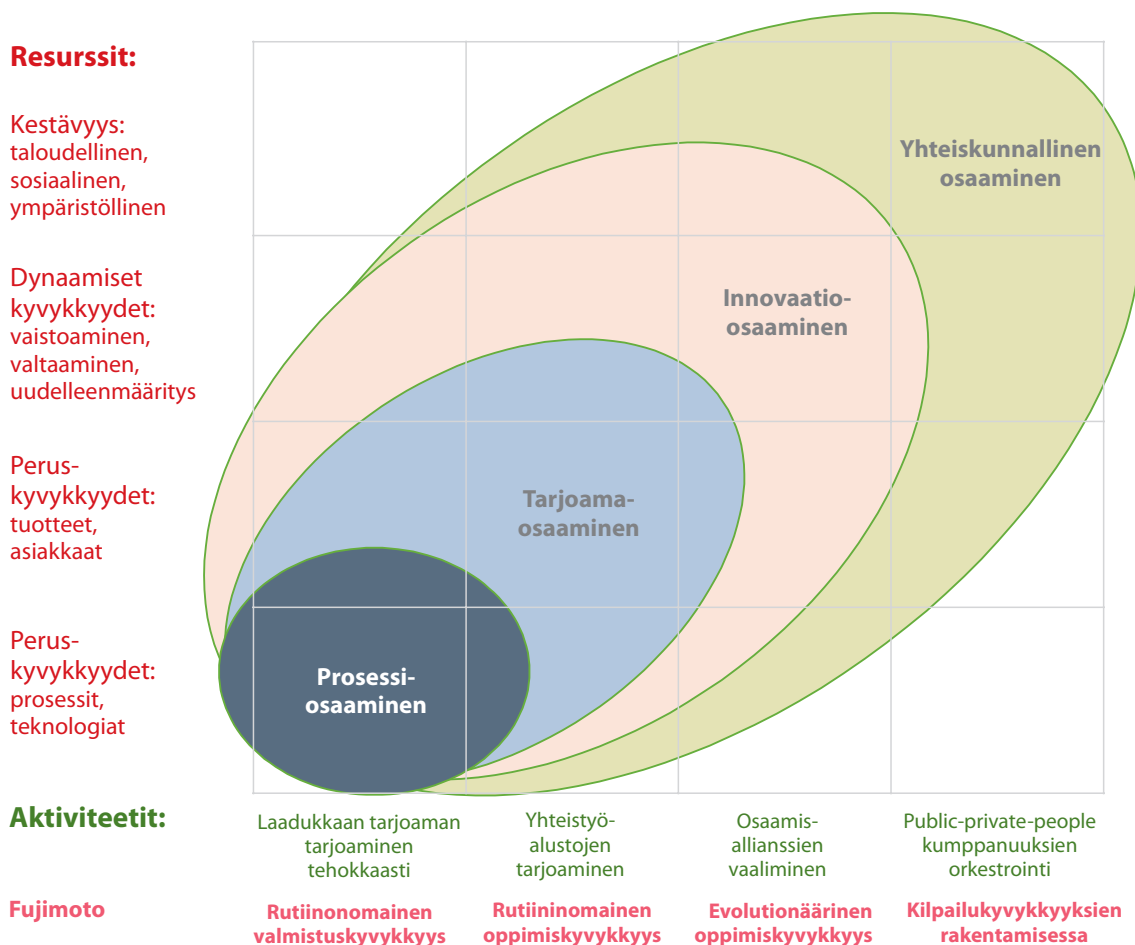 Resurssit:
Kestävyys:
taloudellinen,
sosiaalinen,
ympäristöllinen
Dynaamiset
kyvykkyydet:
vaistoaminen,
valtaaminen,
uudelleenmääritys
Perus-
kyvykkyydet:
tuotteet,
asiakkaat
Perus-
kyvykkyydet:
prosessit,
teknologiat
Yhteiskunnallinen
osaaminen
Innovaatio-
osaaminen
Tarjoama-
osaaminen
Prosessi-
osaaminen
Aktiviteetit:
Laadukkaan tarjoaman
tarjoaminen
tehokkaasti
Yhteistyö-
alustojen
tarjoaminen
Osaamis-
allianssien
vaaliminen
Public-private-people
kumppanuuksien
orkestrointi
Fujimoto
Rutiinonomainen
valmistuskyvykkyys
Rutiininomainen
oppimiskyvykkyys
Evolutionäärinen
oppimiskyvykkyys
Kilpailukyvykkyyksien
rakentamisessa